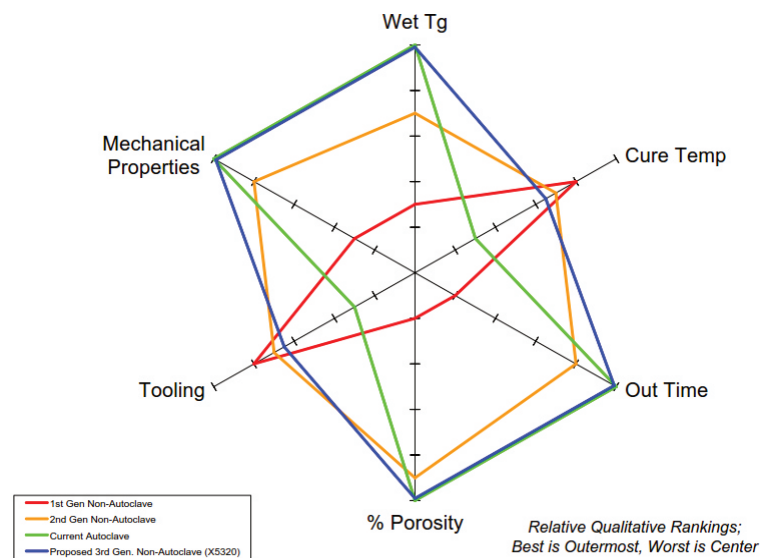 Wet Tg
Mechanical
Properties
Cure Temp
Tooling
Out Time
% Porosity
1st Gen Non-Autoclave
2nd Gen Non-Autoclave
Current Autoclave
Proposed 3rd Gen. Non-Autoclave (X5320)
Relative Qualitative Rankings;
Best is Outermost, Worst is Center